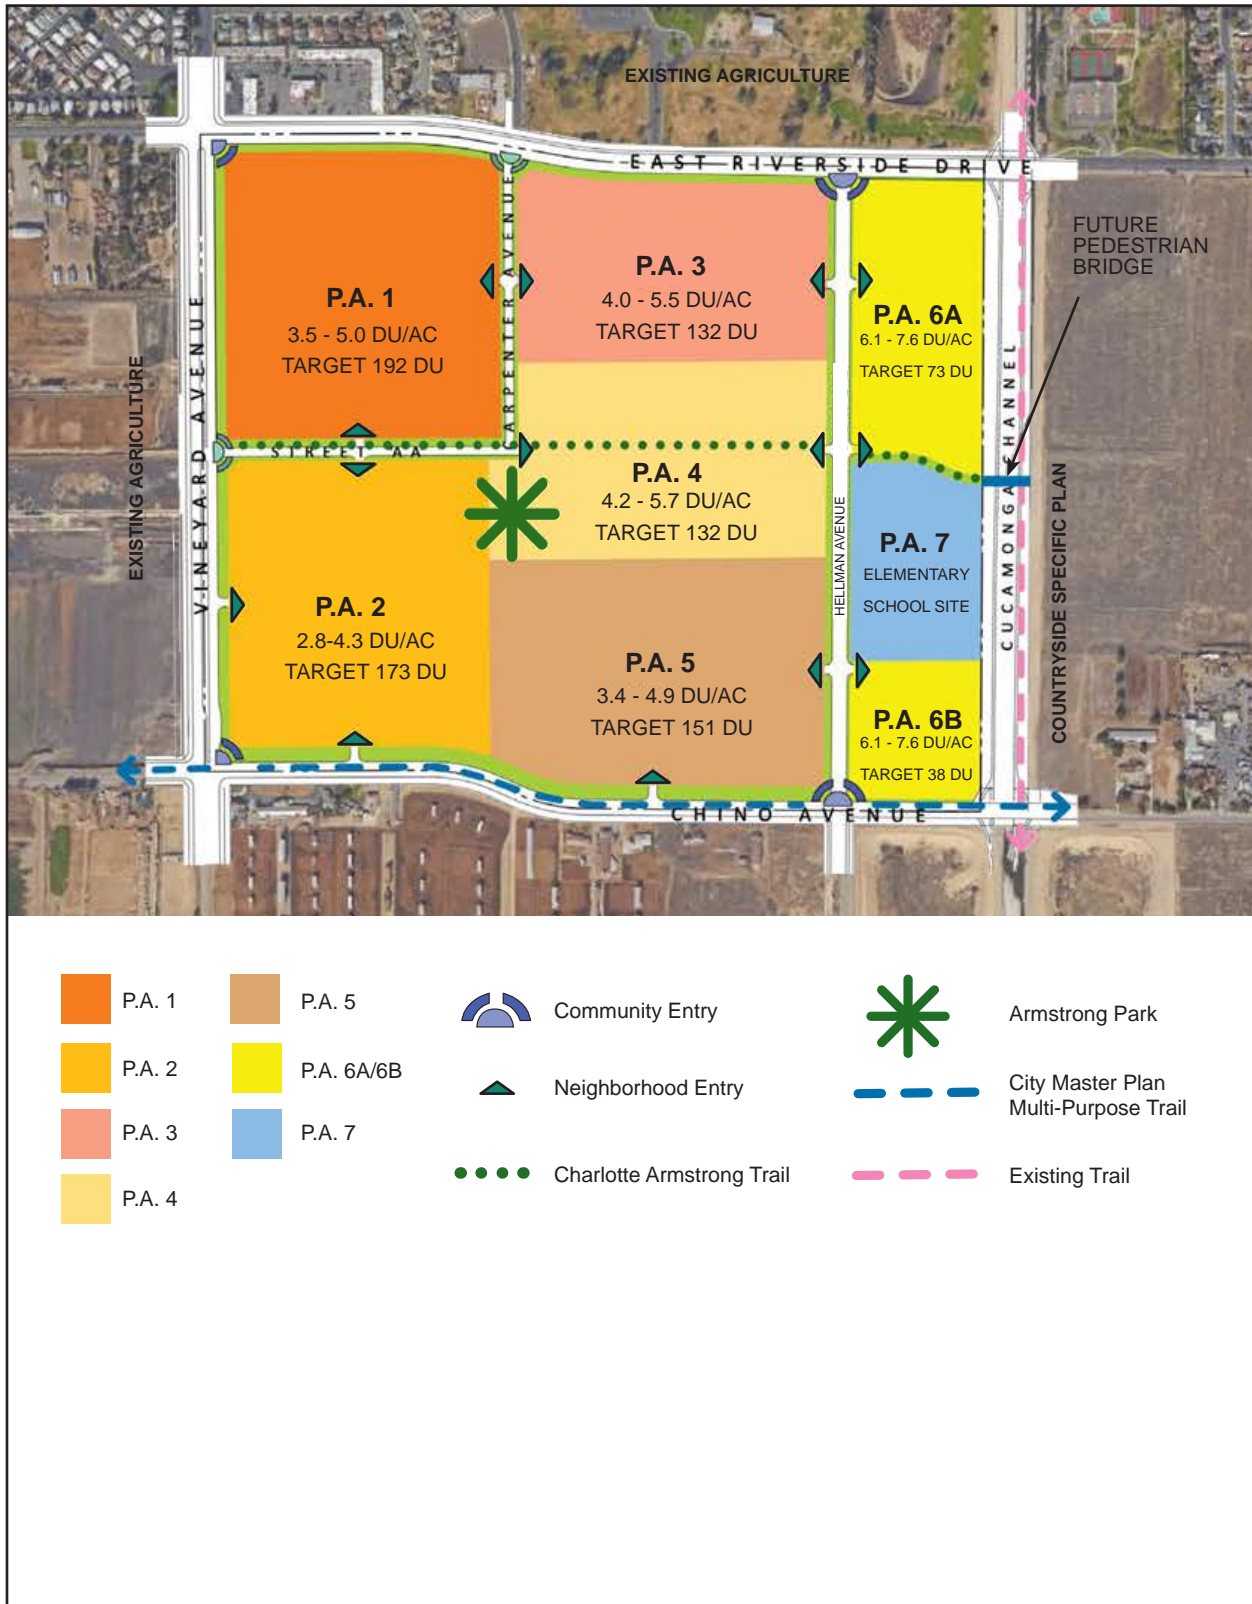 EXISTING AGRICULTURE
EAST RIVERSIDE DRIVE
FUTURE
PEDESTRIAN
BRIDGE
VINEYARD AVENUE
EXISTING AGRICULTURE
CARPENTER AVENUE
P.A. 1
3.5 - 5.0 DU/AC
TARGET 192 DU
P.A. 3
4.0 - 5.5 DU/AC
TARGET 132 DU
P.A. 6A
6.1 - 7.6 DU/AC
TARGET 73 DU
STREET AA
P.A. 4
4.2 - 5.7 DU/AC
TARGET 132 DU
HELLMAN AVENUE
P.A. 7
ELEMENTARY
SCHOOL SITE
CUCAMONGA CHANNEL
COUNTRYSIDE SPECIFIC PLAN
P.A. 2
2.8-4.3 DU/AC
TARGET 173 DU
P.A. 5
3.4 - 4.9 DU/AC
TARGET 151 DU
P.A. 6B
6.1 - 7.6 DU/AC
TARGET 38 DU
CHINO AVENUE
P.A. 1
P.A. 2
P.A. 3
P.A. 4
P.A. 5
P.A. 6A/6B
P.A. 7
Community Entry
Neighborhood Entry
Charlotte Armstrong Trail
Armstrong Park
City Master Plan
Multi-Purpose Trail
Existing Trail